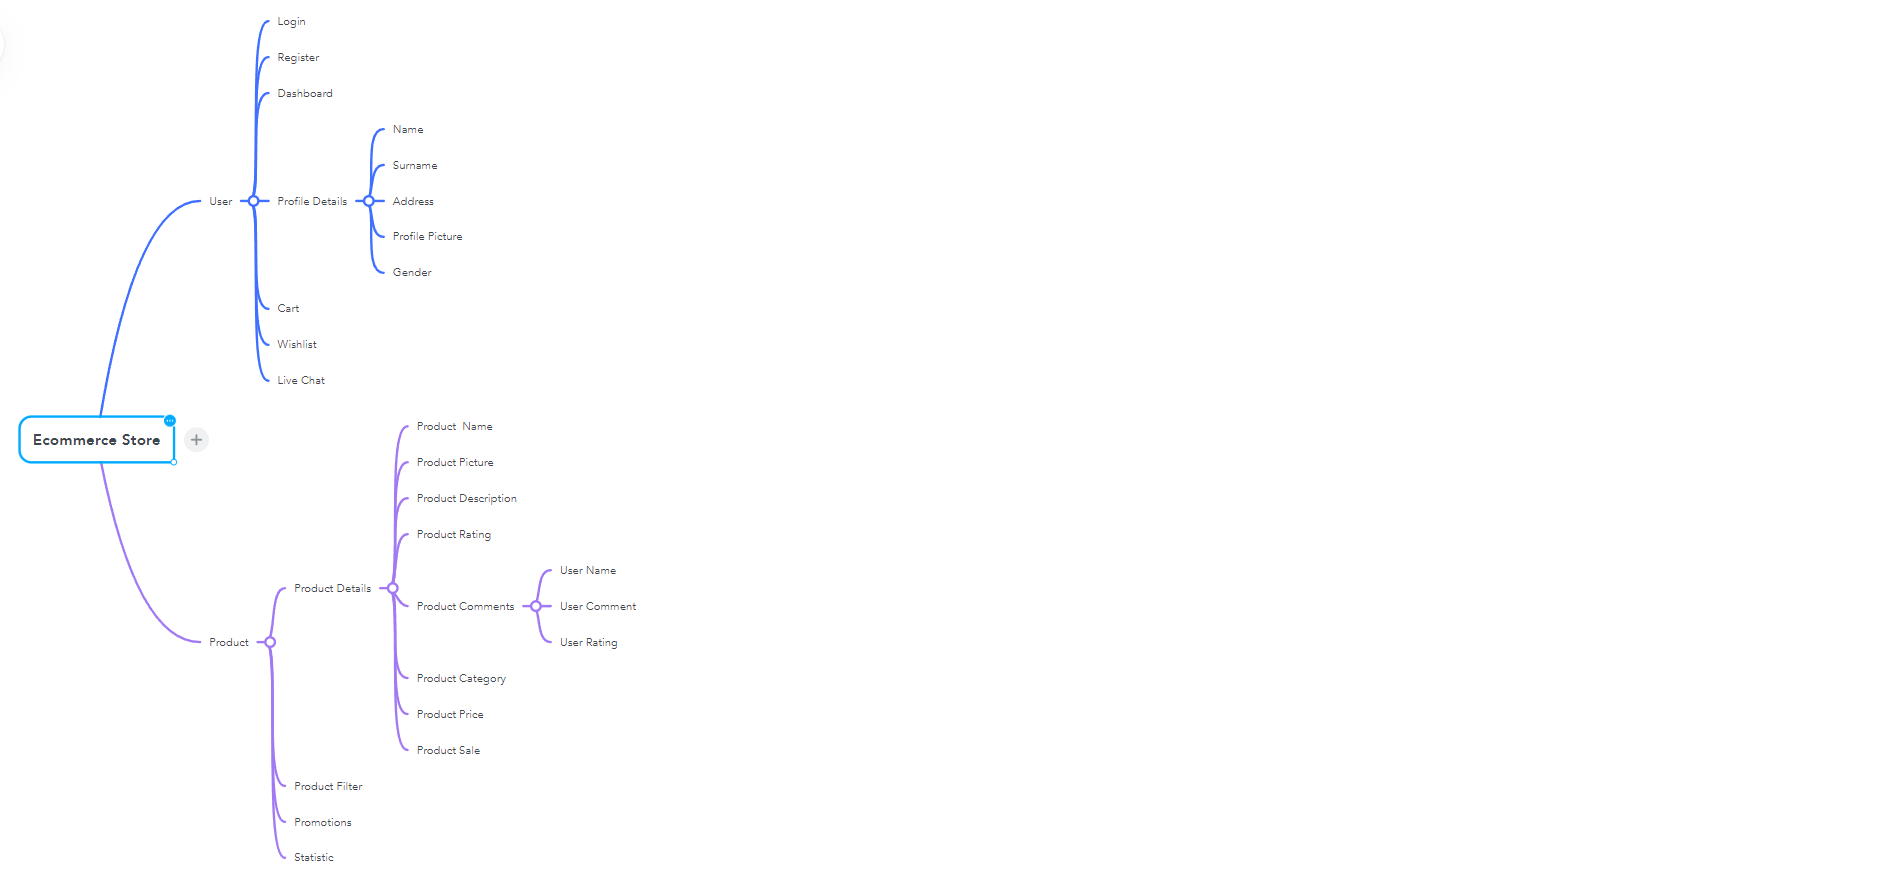 Login
Register
Dashboard
Name
Surname
User
Profile Details
Address
Profile Picture
Gender
Cart
Wishlist
Live Chat
Ecommerce Store
Product Name
Product Picture
Product Description
Product Rating
User Name
Product Details
Product Comments
User Comment
User Rating
Product
Product Category
Product Price
Product Sale
Product Filter
Promotions
Statistic